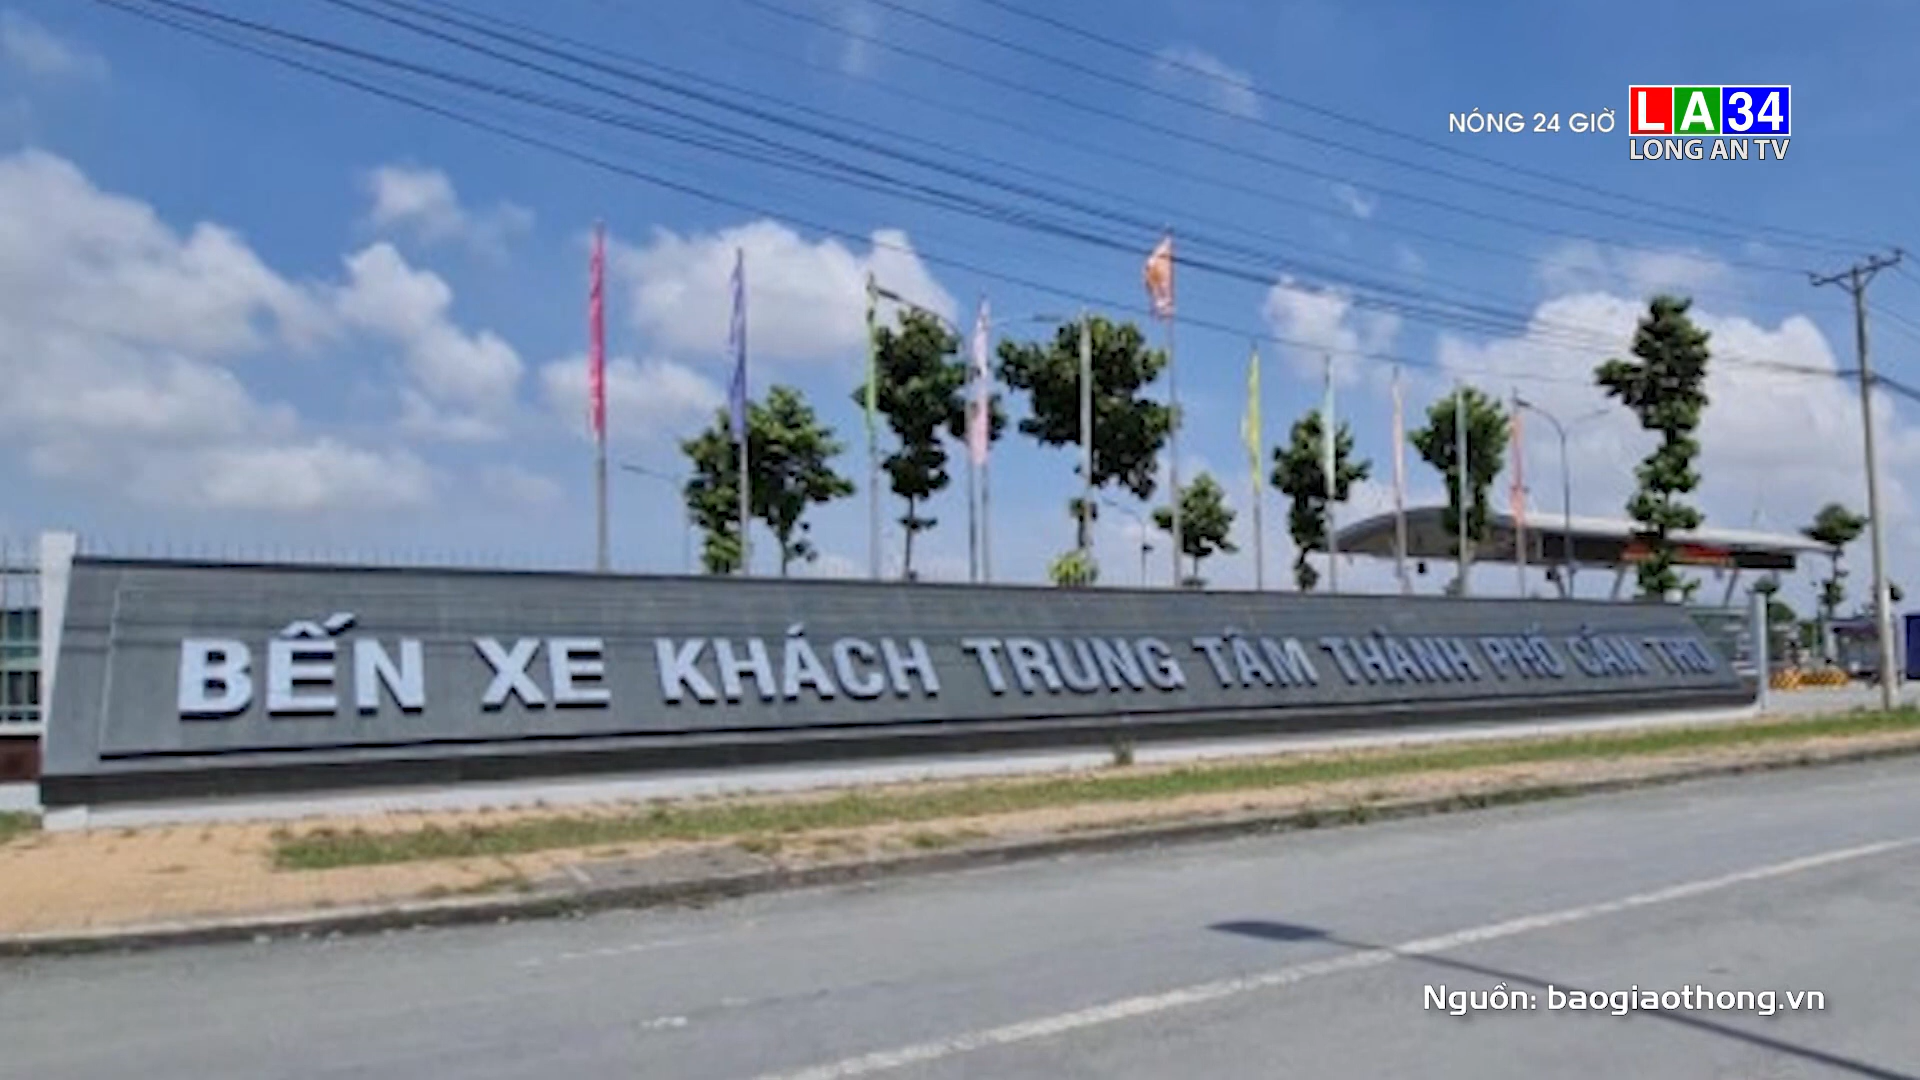 NÓNG 24 GIỜ
LA34
LONG AN TV
BẾN XE KHÁCH TRUNG TÂM THÀNH PHỐ CẦN THƠ
Nguồn: baogiaothong.vn